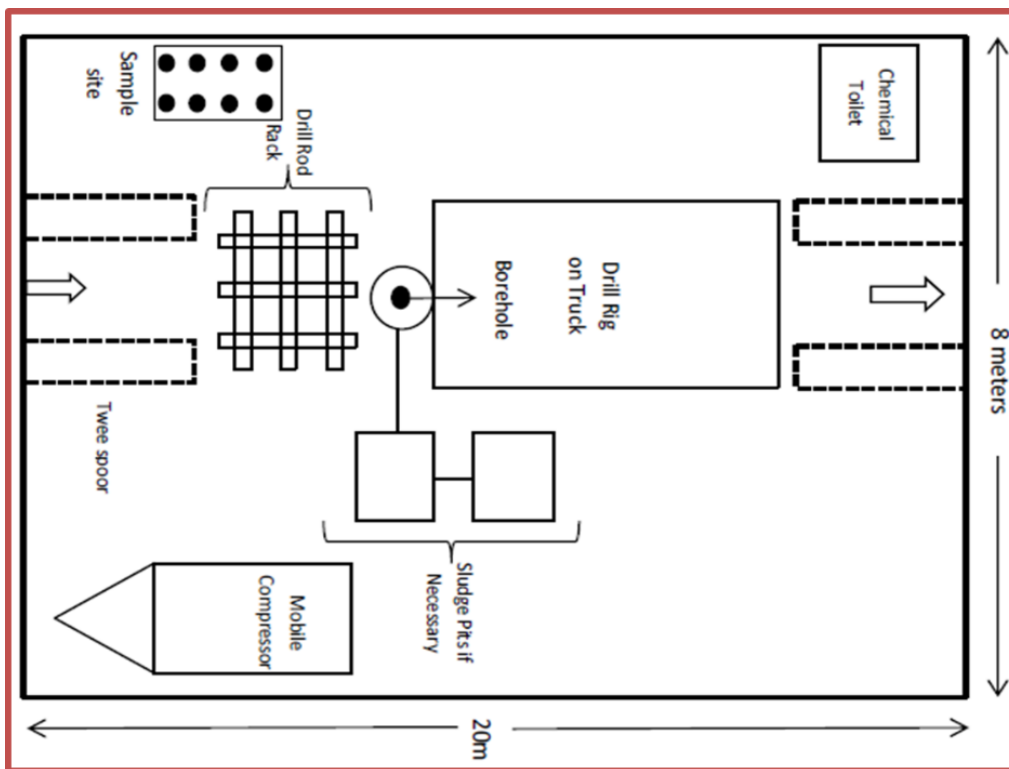 Sample
site
Drill Rod
Rack
Chemical
Toilet
Drill Rig
on Truck
Borehole
8 meters
Twee spoor
Sludge Pits if
Necessary
Mobile
Compressor
20m